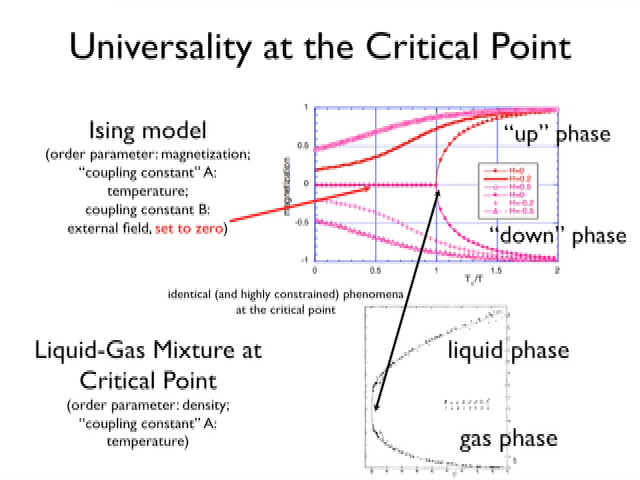 Universality at the Critical Point
Ising model
(order parameter: magnetization;
“coupling constant” A:
temperature;
coupling constant B:
external field, set to zero)
1
0.5
0
-0.5
-1
magnetization
0 0.5 1 1.5 2
T_c/T
H=0
H=0.2
H=0.5
H=0
H=-0.2
H=-0.5
“up” phase
“down” phase
identical (and highly constrained) phenomena
at the critical point
Liquid-Gas Mixture at
Critical Point
(order parameter: density;
“coupling constant” A:
temperature)
liquid phase
gas phase